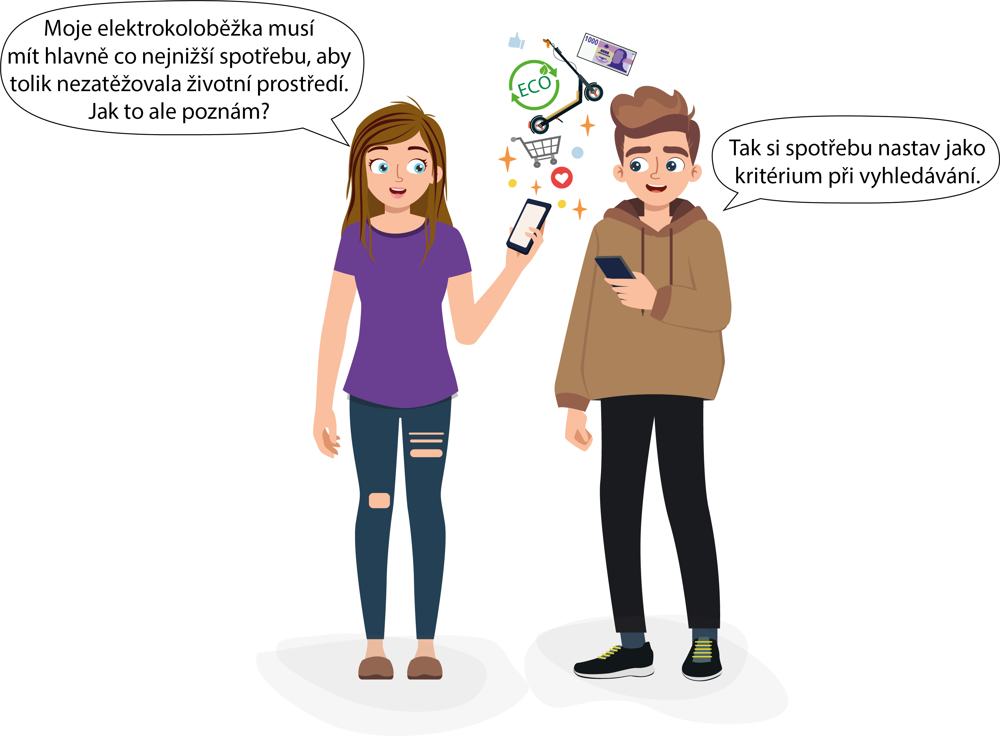 Moje elektrokoloběžka musí
mít hlavně co nejnižší spotřebu, aby
tolik nezatěžovala životní prostředí.
Jak to ale poznám?
1000
ECO
Tak si spotřebu nastav jako
kritérium při vyhledávání.